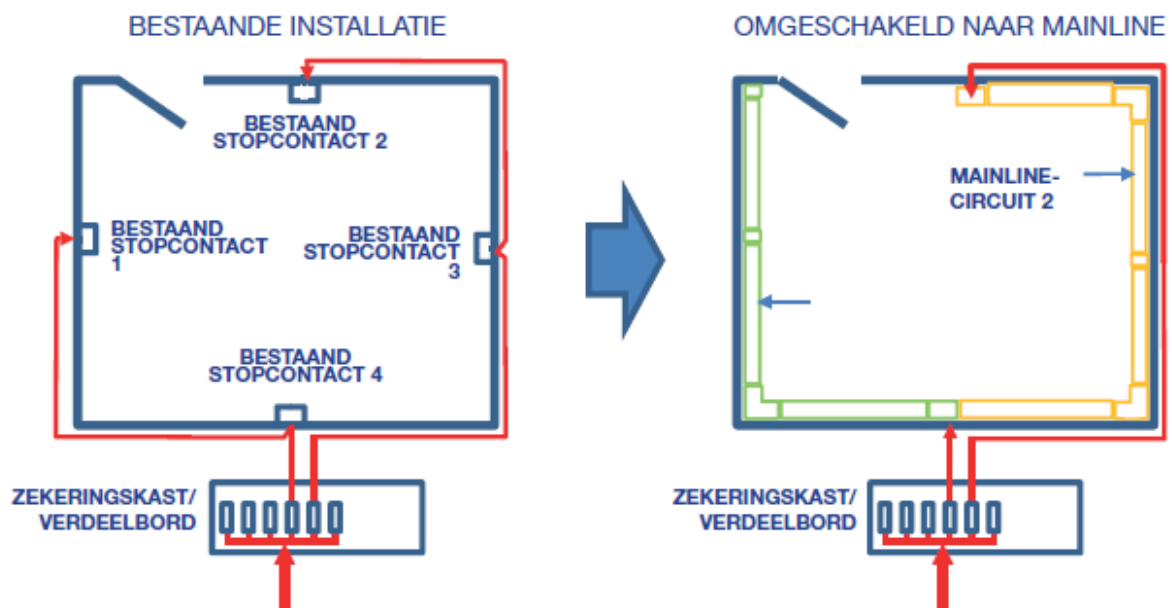 BESTAANDE INSTALLATIE
BESTAAND
STOPCONTACT 2
BESTAAND
STOPCONTACT
1
BESTAAND
STOPCONTACT
3
BESTAAND
STOPCONTACT 4
ZEKERINGSKAST/
VERDEELBORD
OMGESCHAKELD NAAR MAINLINE
MAINLINE-
CIRCUIT 2
ZEKERINGSKAST/
VERDEELBORD